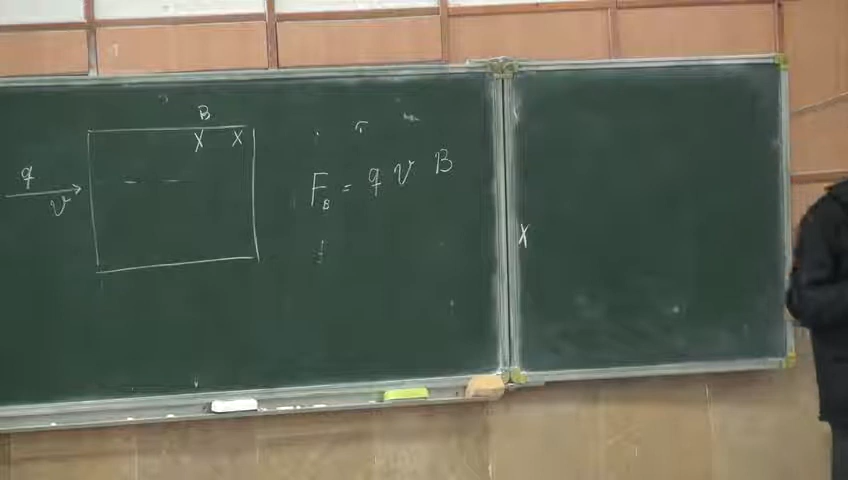 B
X X
q
v
F_B = q v B
X